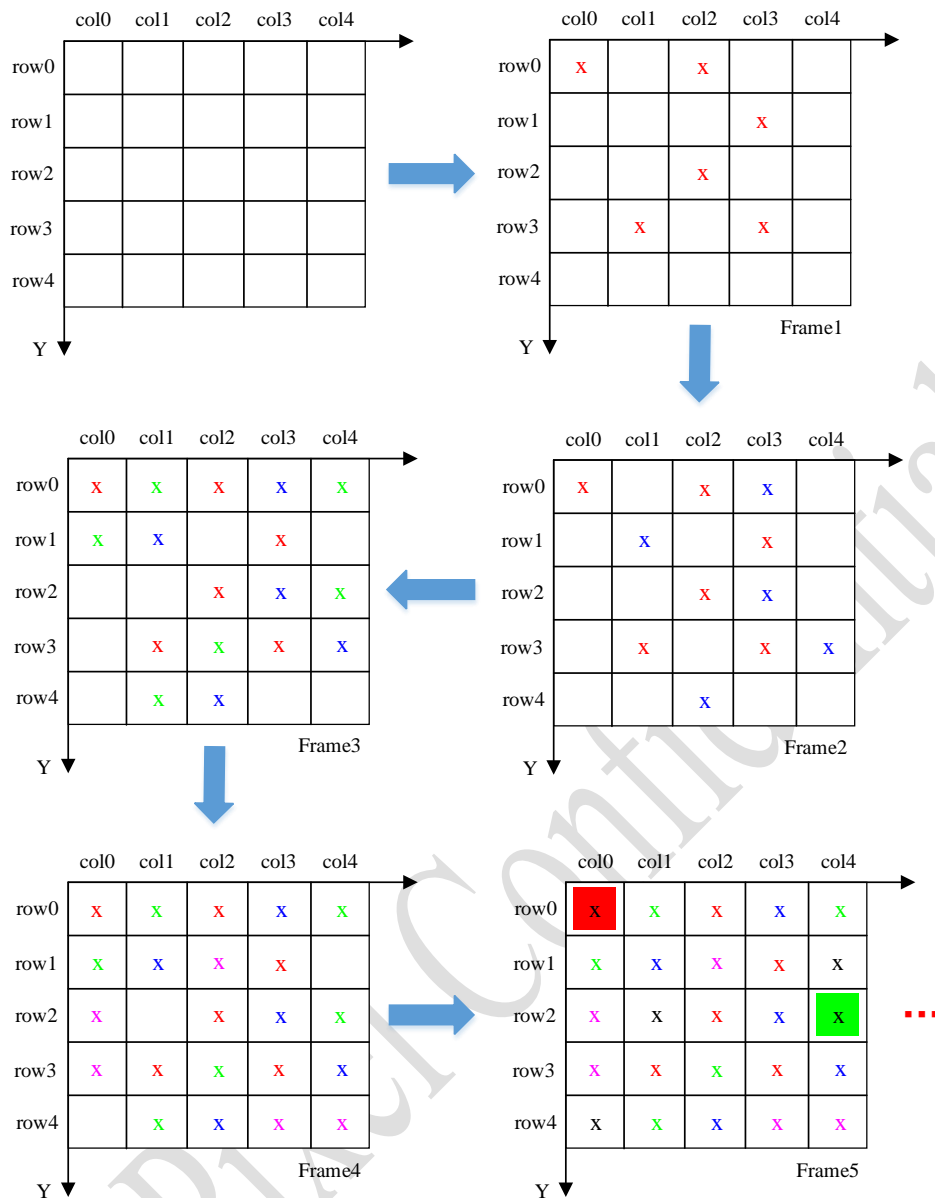 col0 col1 col2 col3 col4
row0
row1
row2
row3
row4
Y
col0 col1 col2 col3 col4
row0 x x
row1 x
row2 x
row3 x x
row4
Frame1
Y
col0 col1 col2 col3 col4
row0 x x x
row1 x x
row2 x x
row3 x x x
row4 x
Frame2
Y
col0 col1 col2 col3 col4
row0 x x x x x
row1 x x x
row2 x x x
row3 x x x x
row4 x x
Frame3
Y
col0 col1 col2 col3 col4
row0 x x x x x
row1 x x x x
row2 x x x x
row3 x x x x x
row4 x x x x
Frame4
Y
col0 col1 col2 col3 col4
row0 x x x x x
row1 x x x x x
row2 x x x x x
row3 x x x x x
row4 x x x x x
Frame5
Y
Pixel Confidential